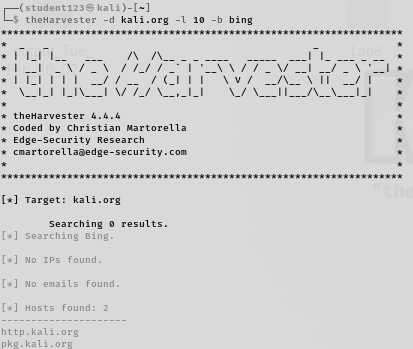 ┌──(student123㉿kali)-[~]
└─$ theHarvester -d kali.org -l 10 -b bing
*******************************************************************
* theHarvester *
* theHarvester 4.4.4 *
* Coded by Christian Martorella *
* Edge-Security Research *
* cmartorella@edge-security.com *
* *
*******************************************************************
[*] Target: kali.org
Searching 0 results.
[*] Searching Bing.
[*] No IPs found.
[*] No emails found.
[*] Hosts found: 2
---------------------
http.kali.org
pkg.kali.org